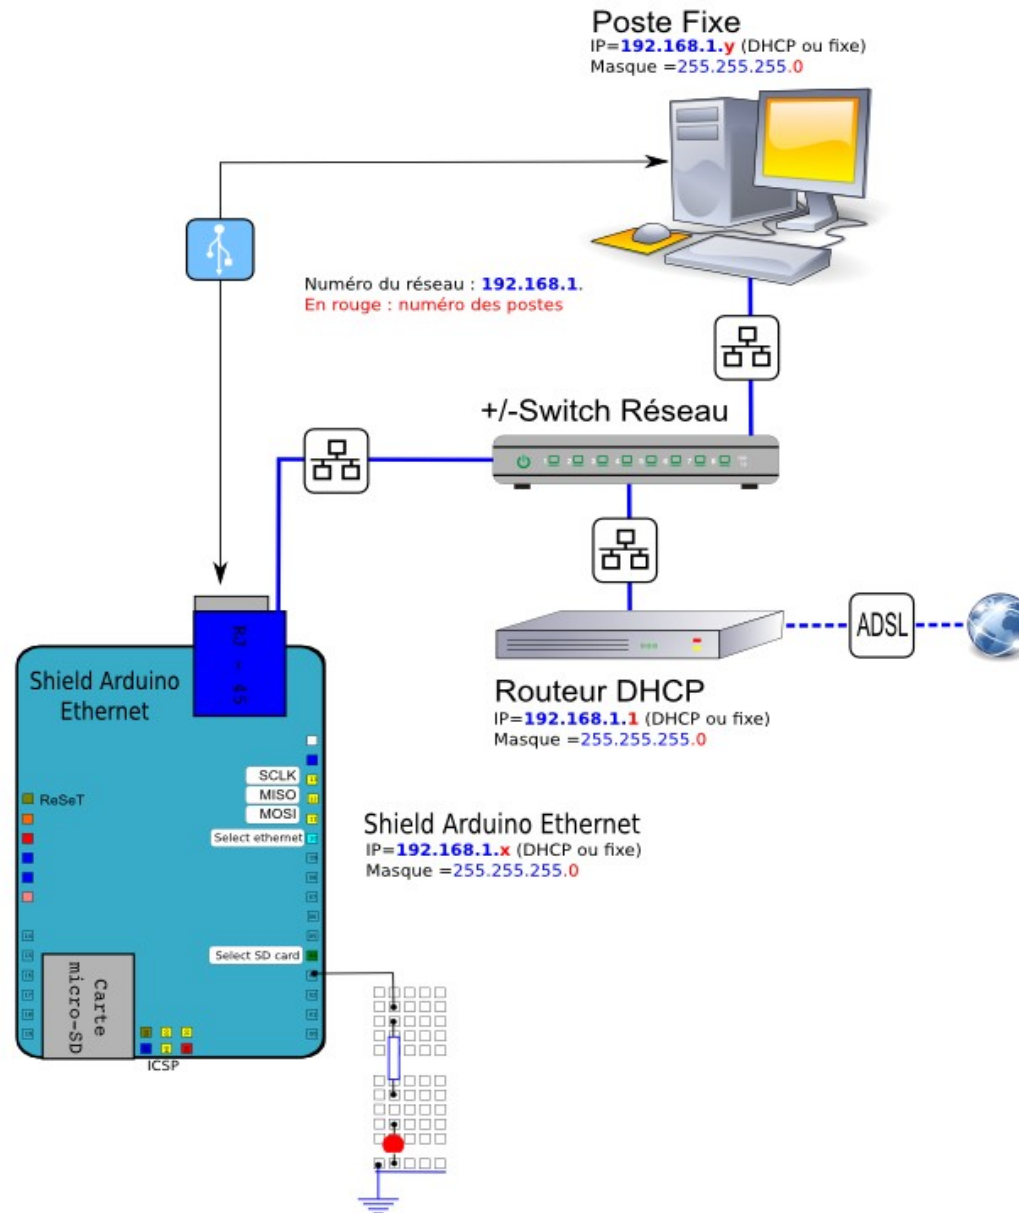 Poste Fixe
IP=192.168.1.y (DHCP ou fixe)
Masque =255.255.255.0
Numéro du réseau : 192.168.1.
En rouge : numéro des postes
+/-Switch Réseau
ADSL
Routeur DHCP
IP=192.168.1.1 (DHCP ou fixe)
Masque =255.255.255.0
RJ - 45
Shield Arduino
Ethernet
SCLK
MISO
MOSI
ReSeT
Select ethernet
Shield Arduino Ethernet
IP=192.168.1.x (DHCP ou fixe)
Masque =255.255.255.0
Select SD card
Carte
micro-SD
ICSP